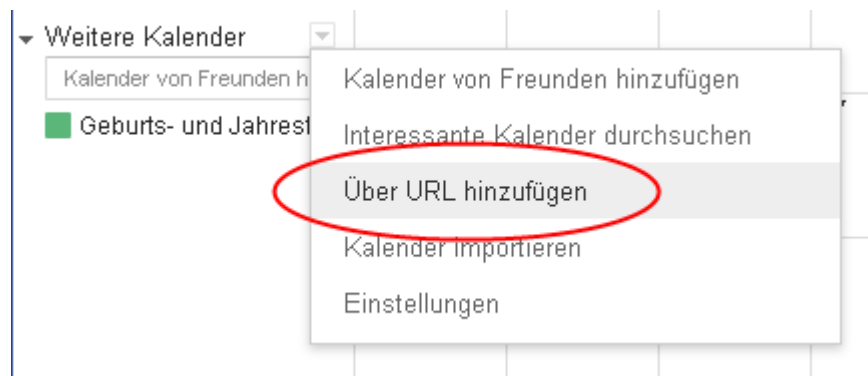 Weitere Kalender
Kalender von Freunden h
Geburts- und Jahresf
Kalender von Freunden hinzufügen
Interessante Kalender durchsuchen
Über URL hinzufügen
Kalender importieren
Einstellungen